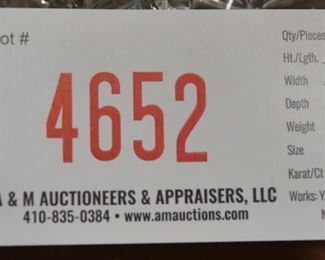 ot #
4652
A & M AUCTIONEERS & APPRAISERS, LLC
410-835-0384 • www.amauctions.com
Qty/Pieces
Ht./Lgth.
Width
Depth
Weight
Size
Karat/Ct
Works: Y
N